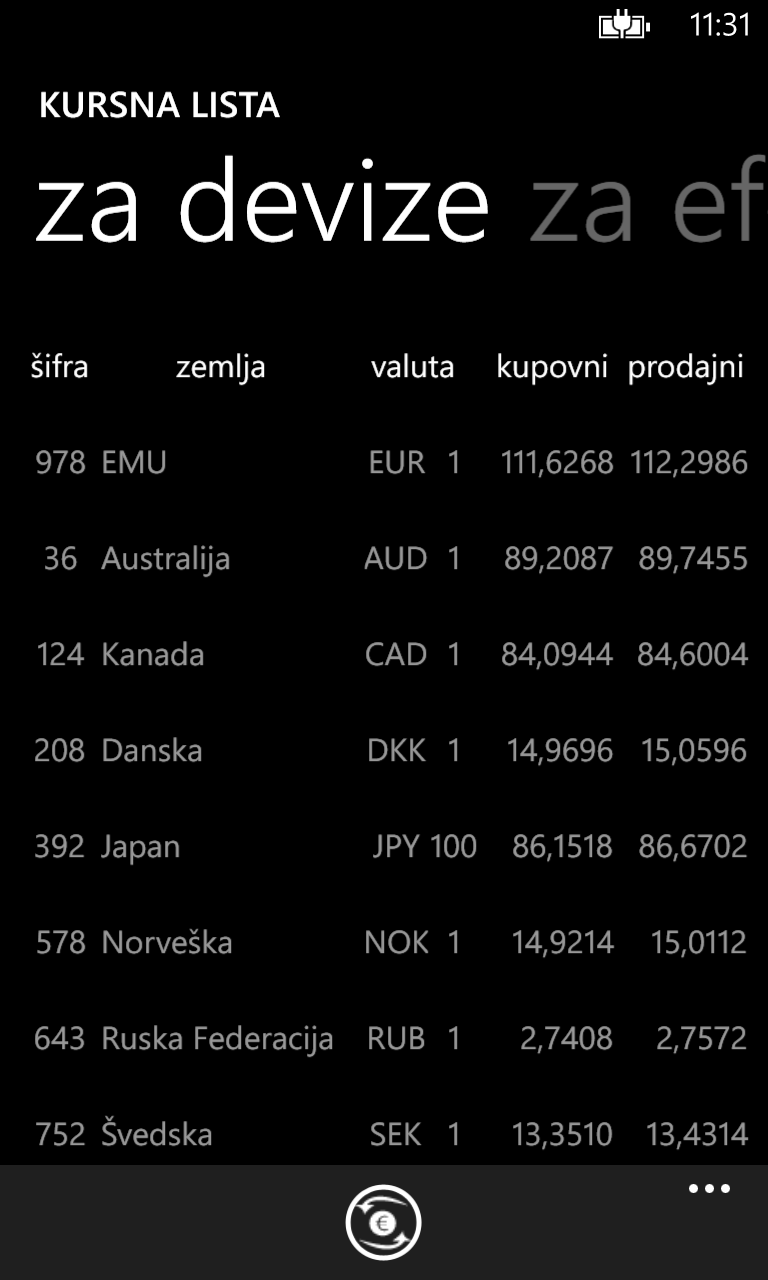 11:31
KURSNA LISTA
za devize za ef
šifra zemlja valuta kupovni prodajni
978 EMU EUR 1 111,6268 112,2986
36 Australija AUD 1 89,2087 89,7455
124 Kanada CAD 1 84,0944 84,6004
208 Danska DKK 1 14,9696 15,0596
392 Japan JPY 100 86,1518 86,6702
578 Norveška NOK 1 14,9214 15,0112
643 Ruska Federacija RUB 1 2,7408 2,7572
752 Švedska SEK 1 13,3510 13,4314
€